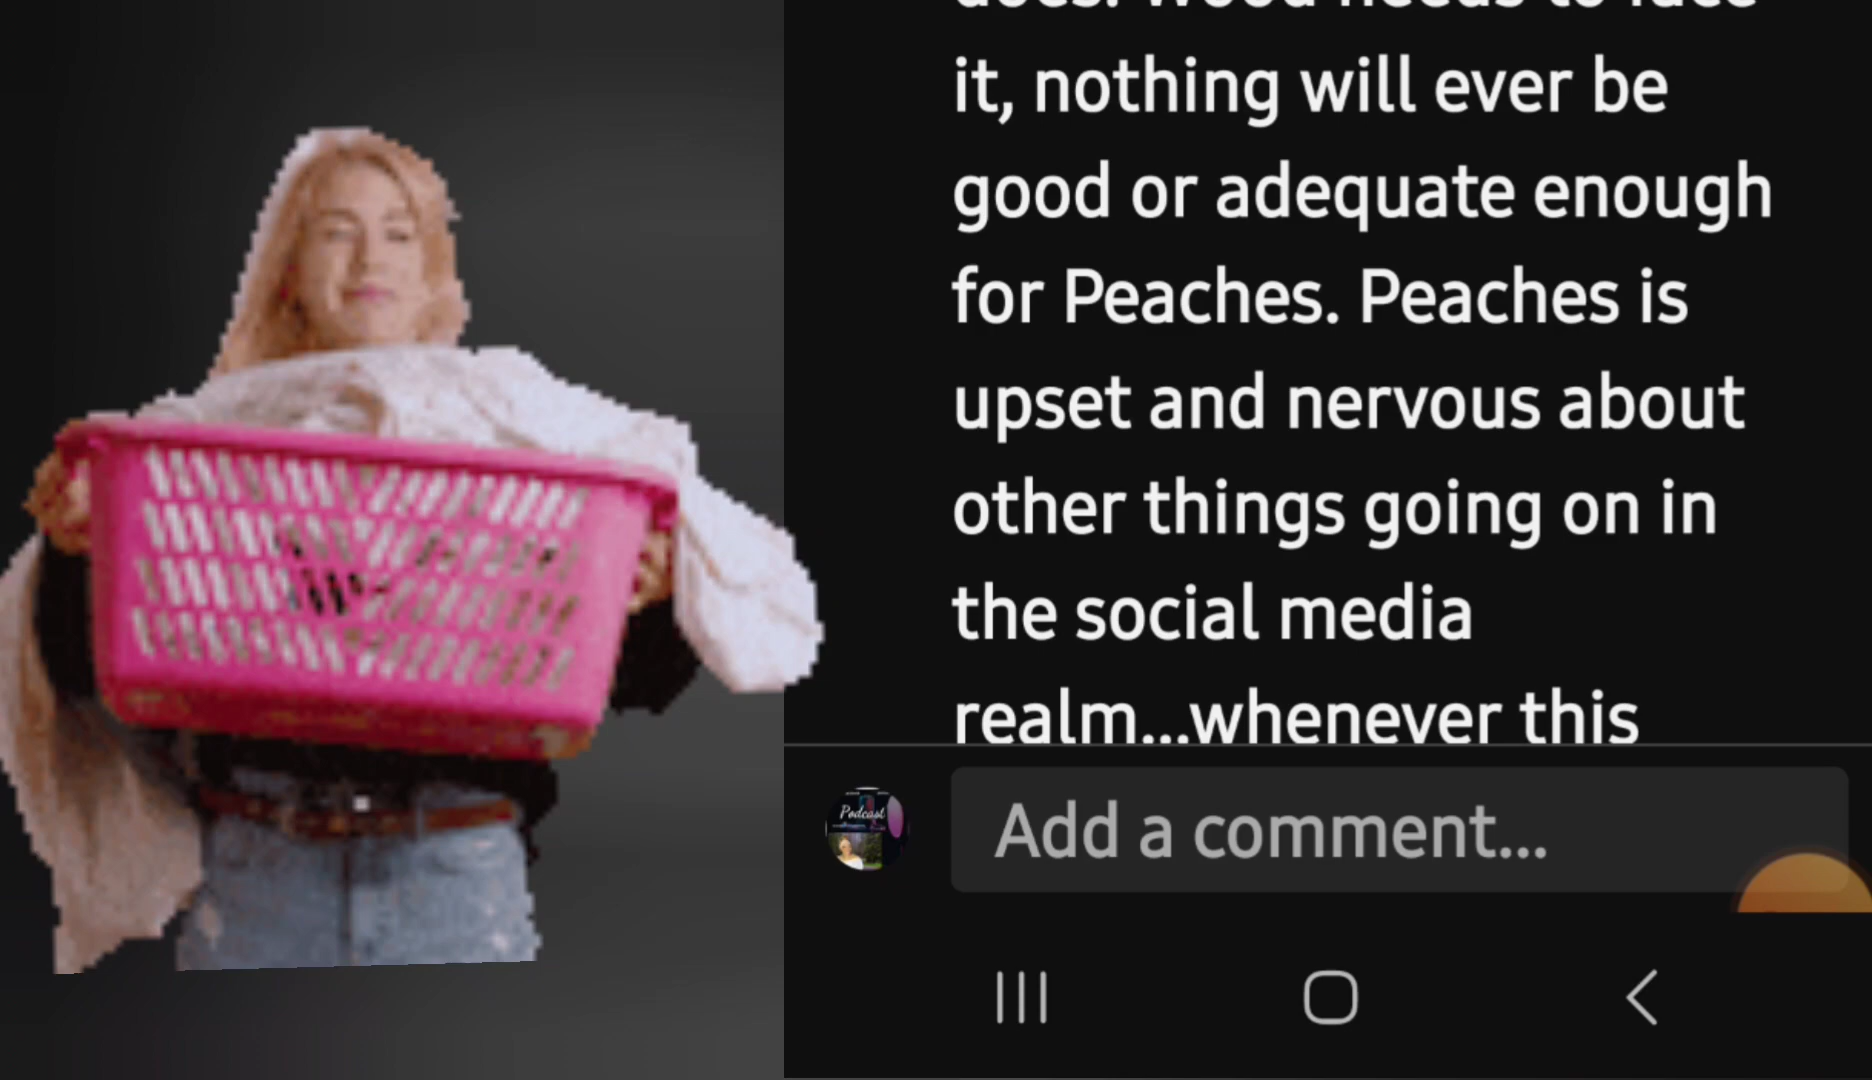 it, nothing will ever be
good or adequate enough
for Peaches. Peaches is
upset and nervous about
other things going on in
the social media
realm...whenever this
Podcast
Add a comment...